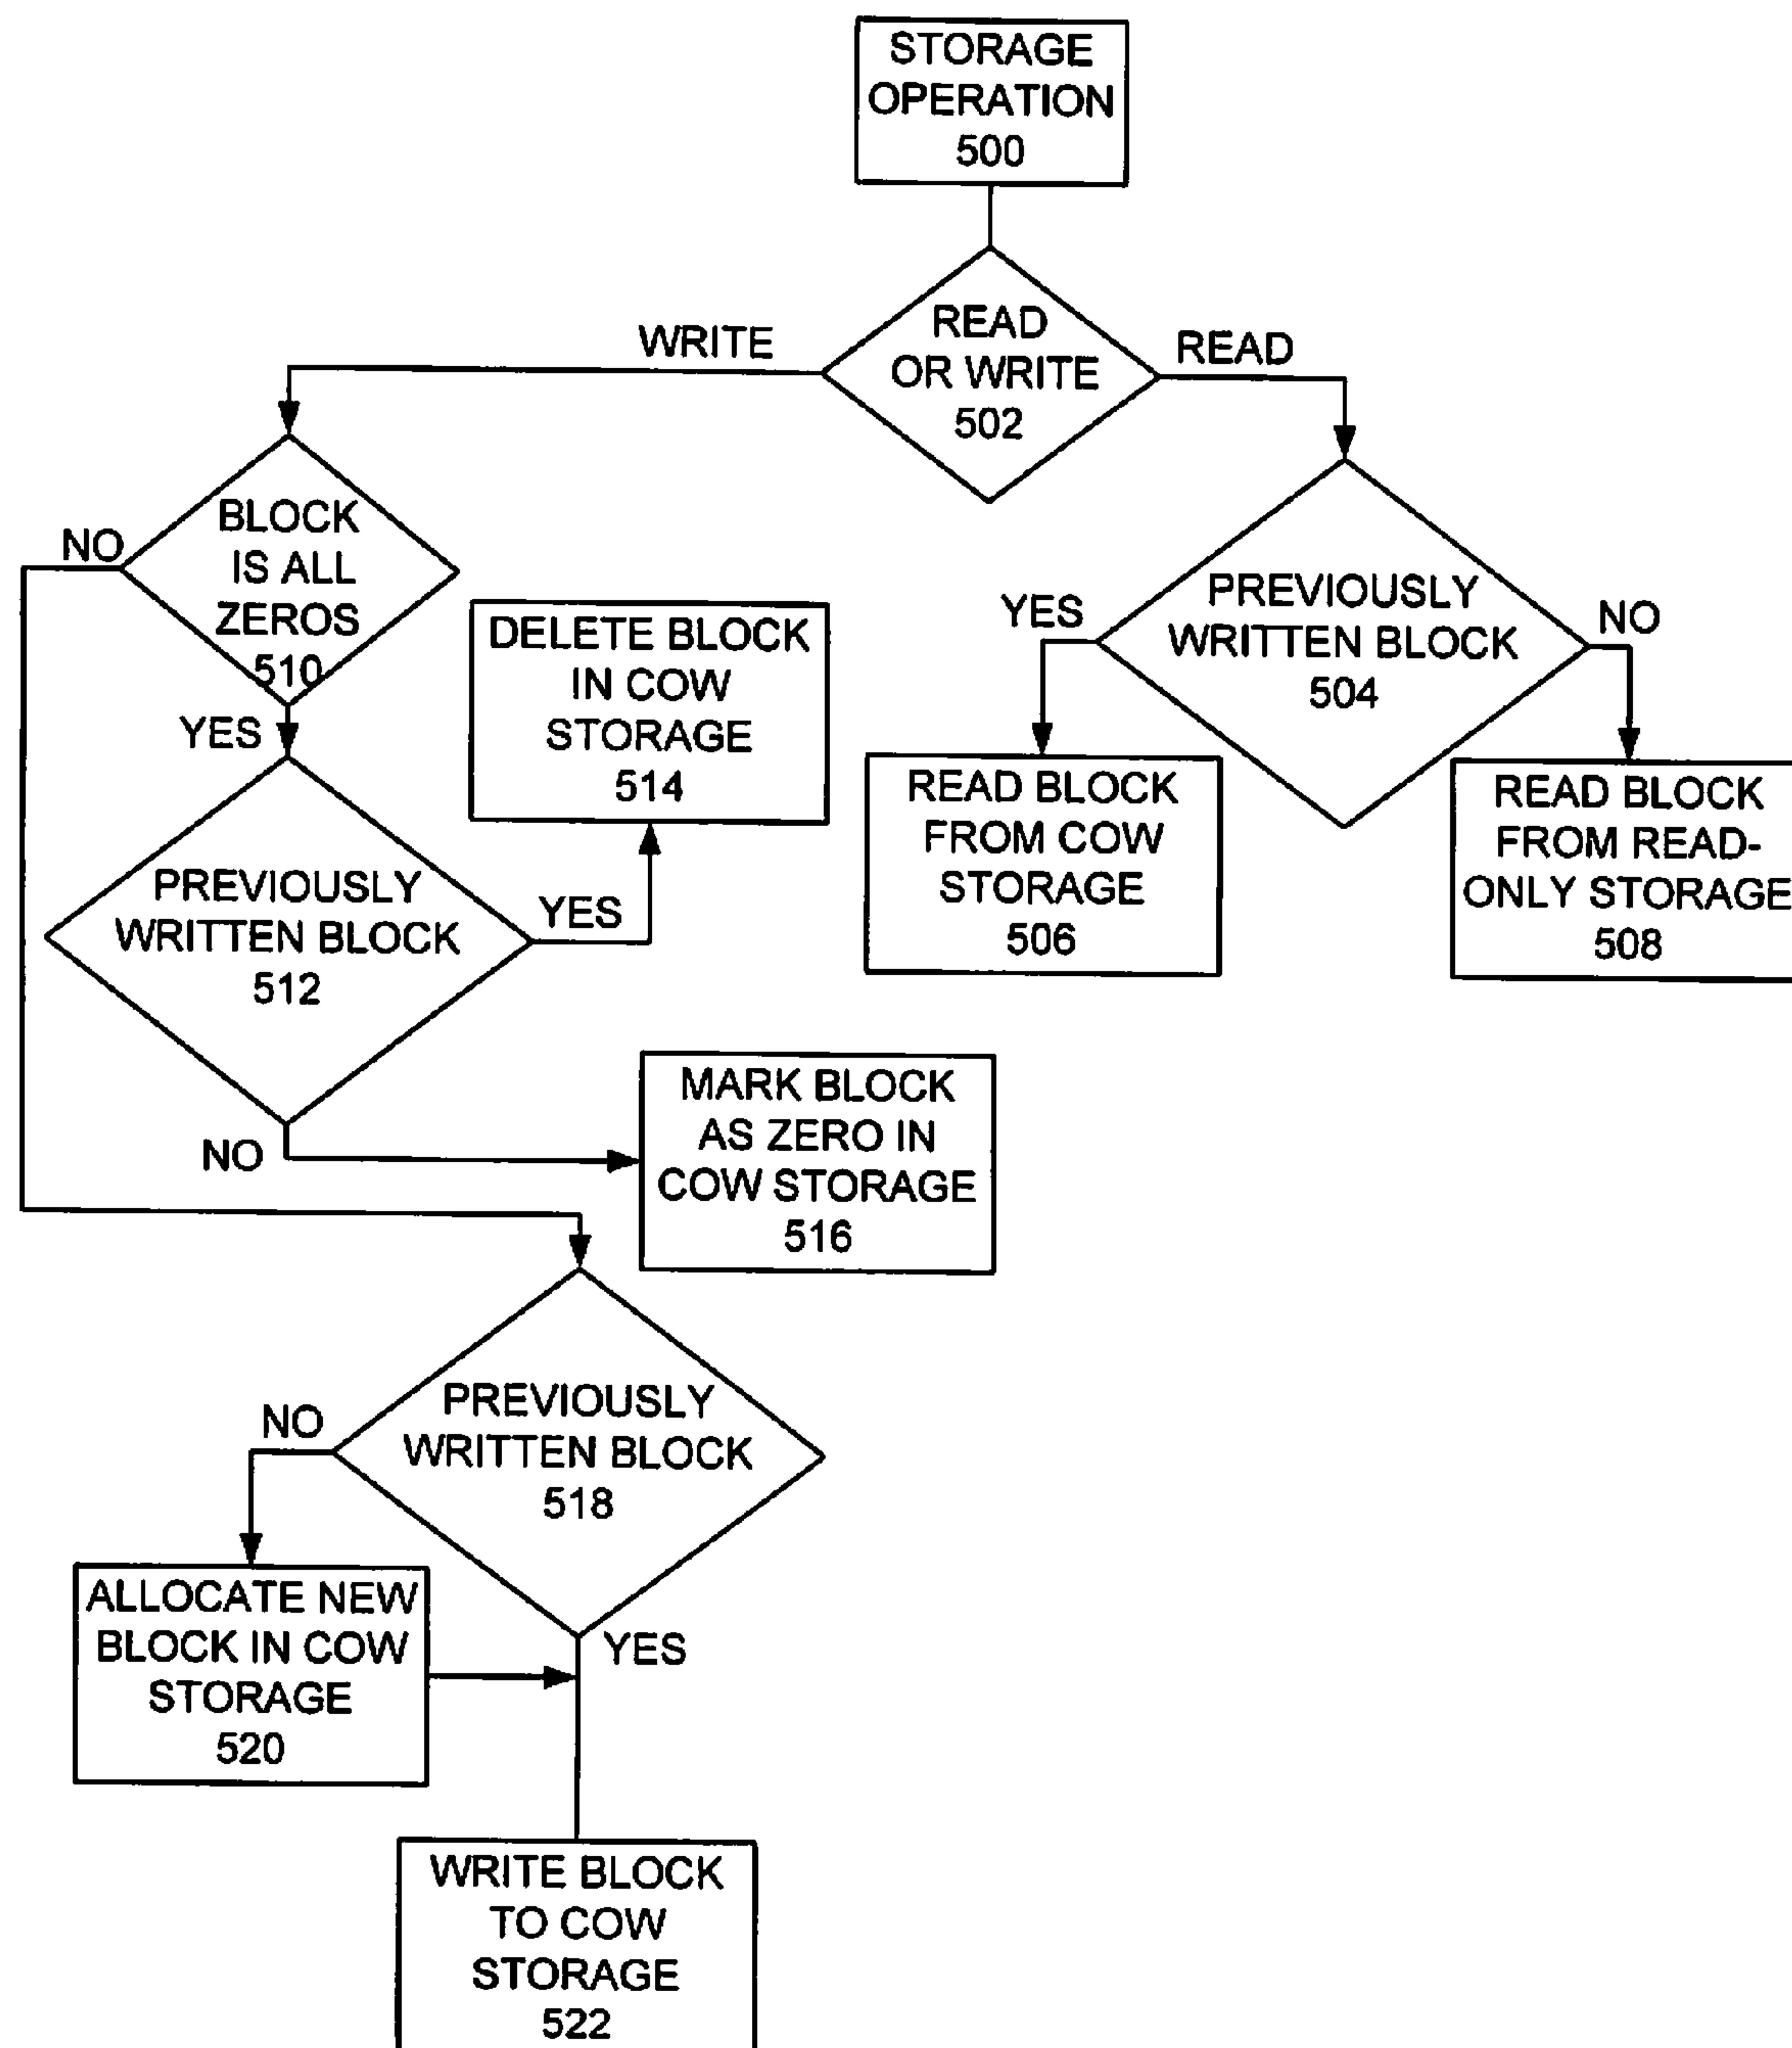 STORAGE
OPERATION
500
READ
OR WRITE
502
WRITE
READ
BLOCK
IS ALL
ZEROS
510
NO
YES
PREVIOUSLY
WRITTEN BLOCK
504
YES
NO
DELETE BLOCK
IN COW
STORAGE
514
READ BLOCK
FROM COW
STORAGE
506
READ BLOCK
FROM READ-
ONLY STORAGE
508
PREVIOUSLY
WRITTEN BLOCK
512
YES
NO
MARK BLOCK
AS ZERO IN
COW STORAGE
516
PREVIOUSLY
WRITTEN BLOCK
518
NO
YES
ALLOCATE NEW
BLOCK IN COW
STORAGE
520
WRITE BLOCK
TO COW
STORAGE
522